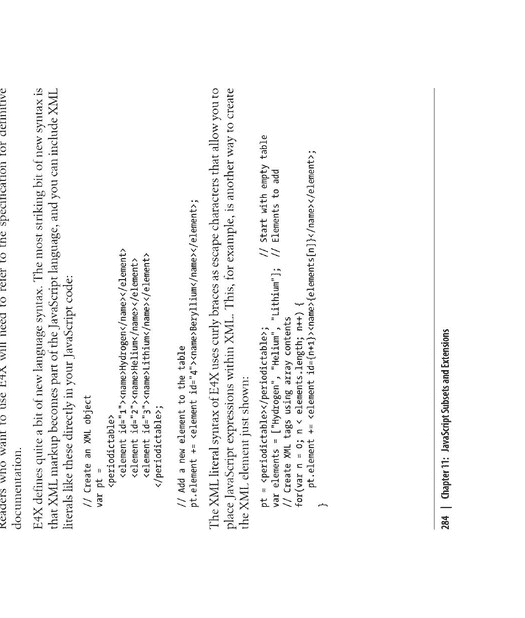 Readers who want to use E4X will need to refer to the specification for definitive
documentation.
E4X defines quite a bit of new language syntax. The most striking bit of new syntax is
that XML markup becomes part of the JavaScript language, and you can include XML
literals like these directly in your JavaScript code:
// Create an XML object
var pt =
<periodictable>
<element id="1"><name>Hydrogen</name></element>
<element id="2"><name>Helium</name></element>
<element id="3"><name>Lithium</name></element>
</periodictable>;
// Add a new element to the table
pt.element += <element id="4"><name>Beryllium</name></element>;
The XML literal syntax of E4X uses curly braces as escape characters that allow you to
place JavaScript expressions within XML. This, for example, is another way to create
the XML element just shown:
pt = <periodictable></periodictable>; // Start with empty table
var elements = ["Hydrogen", "Helium", "Lithium"]; // Elements to add
// Create XML tags using array contents
for(var n = 0; n < elements.length; n++) {
pt.element += <element id={n+1}><name>{elements[n]}</name></element>;
}
284 | Chapter 11: JavaScript Subsets and Extensions